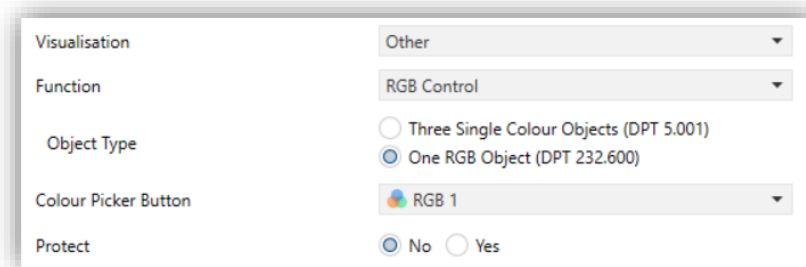 Visualisation Other
Function RGB Control
Object Type Three Single Colour Objects (DPT 5.001)
One RGB Object (DPT 232.600)
Colour Picker Button RGB 1
Protect No Yes